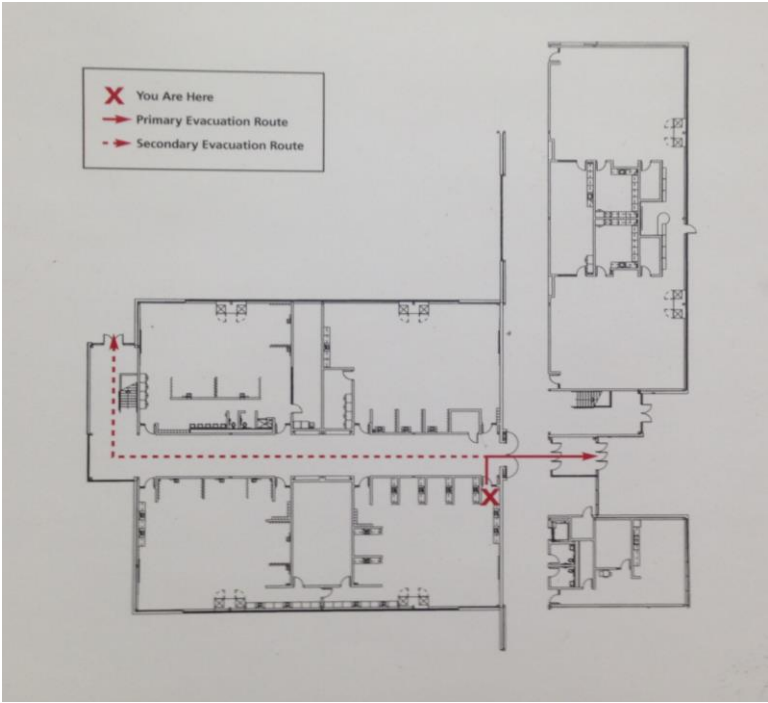 X You Are Here
Primary Evacuation Route
Secondary Evacuation Route
X